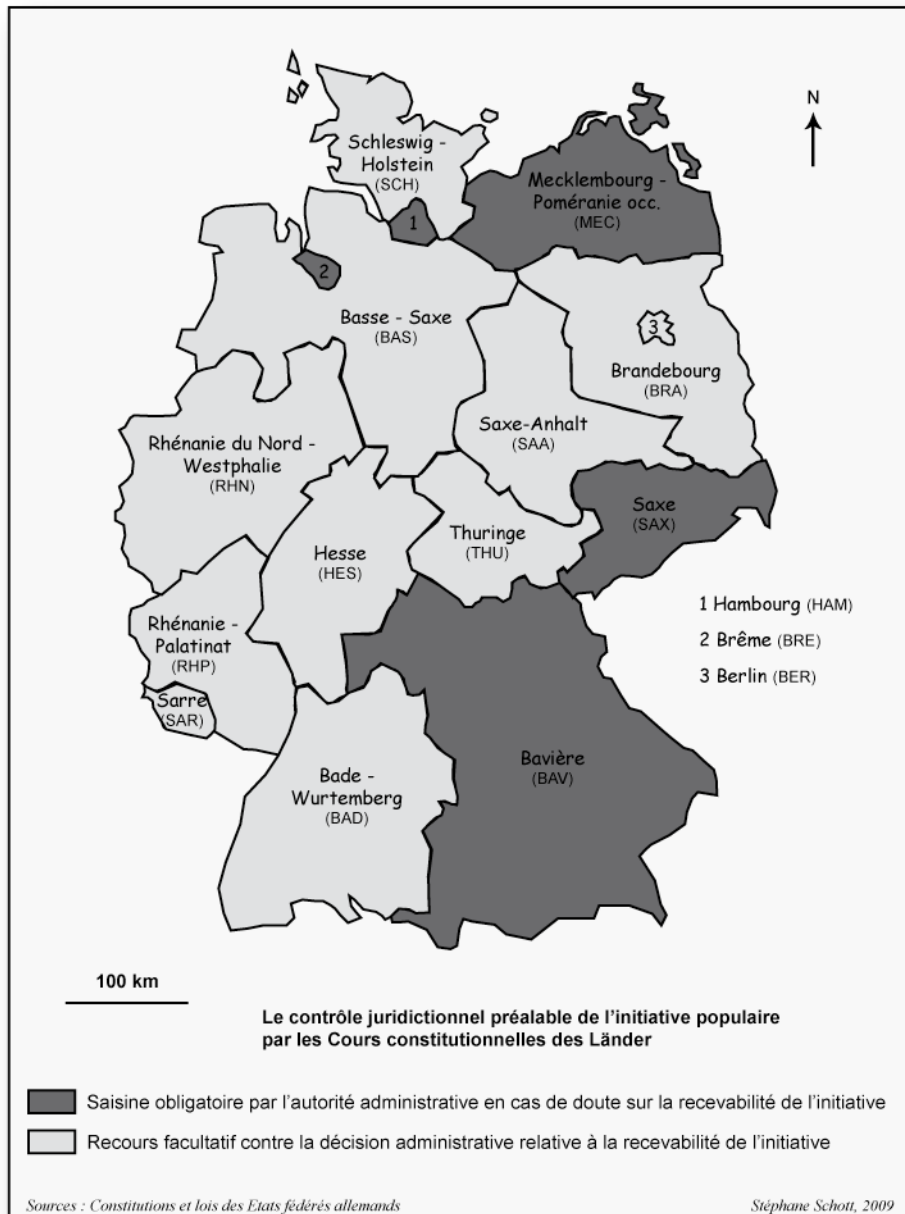 N
Schleswig -
Holstein
(SCH)
Mecklembourg -
Poméranie occ.
(MEC)
1
2
Basse - Saxe
(BAS)
3
Brandebourg
(BRA)
Saxe-Anhalt
(SAA)
Rhénanie du Nord -
Westphalie
(RHN)
Saxe
(SAX)
Thuringe
(THU)
Hesse
(HES)
1 Hambourg (HAM)
2 Brême (BRE)
3 Berlin (BER)
Rhénanie -
Palatinat
(RHP)
Sarre
(SAR)
Bavière
(BAV)
Bade -
Wurtemberg
(BAD)
100 km
Le contrôle juridictionnel préalable de l'initiative populaire
par les Cours constitutionnelles des Länder
Saisine obligatoire par l'autorité administrative en cas de doute sur la recevabilité de l'initiative
Recours facultatif contre la décision administrative relative à la recevabilité de l'initiative
Sources : Constitutions et lois des Etats fédérés allemands
Stéphane Schott, 2009